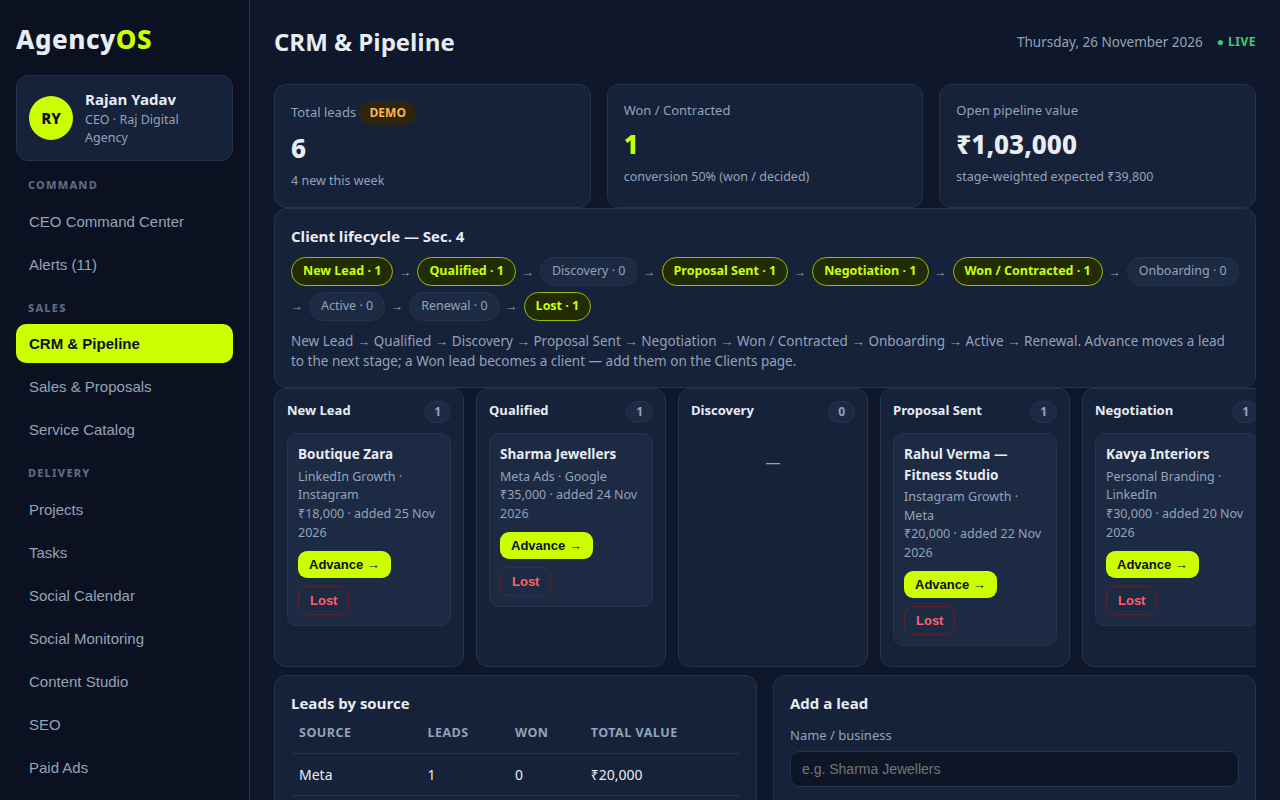 AgencyOS
RY
Rajan Yadav
CEO · Raj Digital
Agency
COMMAND
CEO Command Center
Alerts (11)
SALES
CRM & Pipeline
Sales & Proposals
Service Catalog
DELIVERY
Projects
Tasks
Social Calendar
Social Monitoring
Content Studio
SEO
Paid Ads
CRM & Pipeline
Thursday, 26 November 2026 ● LIVE
Total leads DEMO
6
4 new this week
Won / Contracted
1
conversion 50% (won / decided)
Open pipeline value
₹1,03,000
stage-weighted expected ₹39,800
Client lifecycle — Sec. 4
New Lead · 1 → Qualified · 1 → Discovery · 0 → Proposal Sent · 1 → Negotiation · 1 → Won / Contracted · 1 → Onboarding · 0
→ Active · 0 → Renewal · 0 → Lost · 1
New Lead → Qualified → Discovery → Proposal Sent → Negotiation → Won / Contracted → Onboarding → Active → Renewal. Advance moves a lead
to the next stage; a Won lead becomes a client — add them on the Clients page.
New Lead 1
Boutique Zara
LinkedIn Growth ·
Instagram
₹18,000 · added 25 Nov
2026
Advance →
Lost
Qualified 1
Sharma Jewellers
Meta Ads · Google
₹35,000 · added 24 Nov
2026
Advance →
Lost
Discovery 0
—
Proposal Sent 1
Rahul Verma —
Fitness Studio
Instagram Growth ·
Meta
₹20,000 · added 22 Nov
2026
Advance →
Lost
Negotiation 1
Kavya Interiors
Personal Branding ·
LinkedIn
₹30,000 · added 20 Nov
2026
Advance →
Lost
Leads by source
SOURCE LEADS WON TOTAL VALUE
Meta 1 0 ₹20,000
Add a lead
Name / business
e.g. Sharma Jewellers